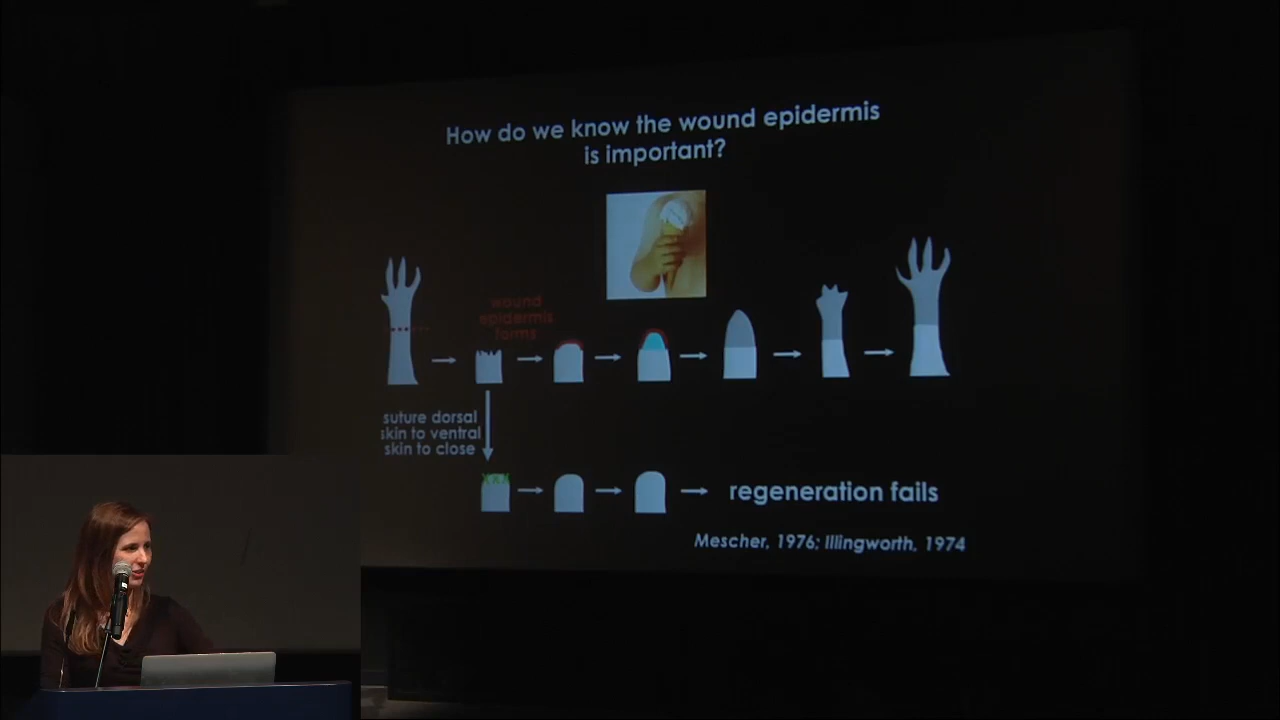 How do we know the wound epidermis
is important?
wound
epidermis
forms
suture dorsal
skin to ventral
skin to close
XXX
regeneration fails
Mescher, 1976; Illingworth, 1974